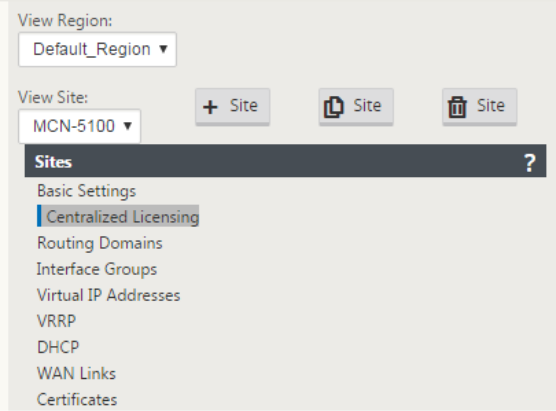 View Region:
Default_Region ▼
View Site:
MCN-5100 ▼
+ Site
Site
Site
Sites ?
Basic Settings
Centralized Licensing
Routing Domains
Interface Groups
Virtual IP Addresses
VRRP
DHCP
WAN Links
Certificates